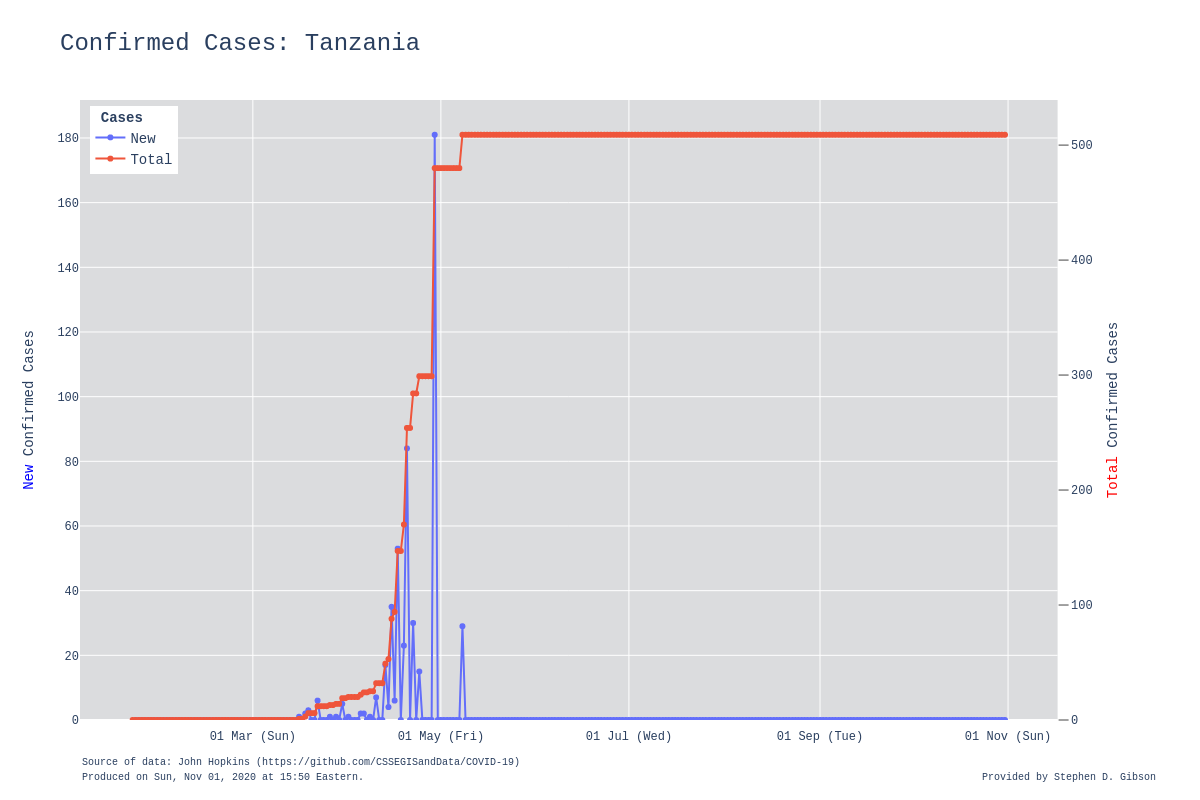 Confirmed Cases: Tanzania
Cases
New
Total
180
160
140
120
100
80
60
40
20
0
500
400
300
200
100
0
New Confirmed Cases
Total Confirmed Cases
01 Mar (Sun)
01 May (Fri)
01 Jul (Wed)
01 Sep (Tue)
01 Nov (Sun)
Source of data: John Hopkins (https://github.com/CSSEGISandData/COVID-19)
Produced on Sun, Nov 01, 2020 at 15:50 Eastern.
Provided by Stephen D. Gibson